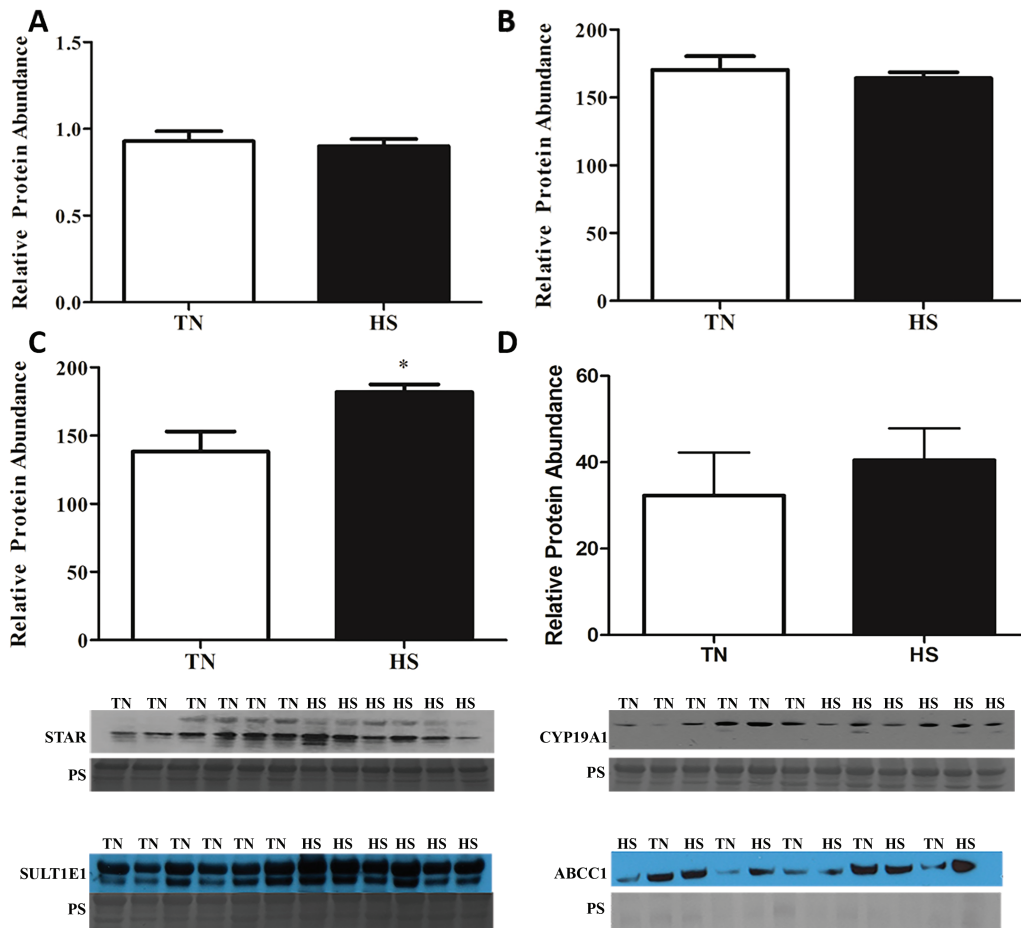 A
Relative Protein Abundance
1.5
1.0
0.5
0.0
TN HS
B
Relative Protein Abundance
200
150
100
50
0
TN HS
C
Relative Protein Abundance
200
150
100
50
0
*
TN HS
D
Relative Protein Abundance
60
40
20
0
TN HS
TN TN TN TN TN TN HS HS HS HS HS HS
STAR
PS
TN TN TN TN TN TN HS HS HS HS HS HS
CYP19A1
PS
TN TN TN TN TN TN HS HS HS HS HS HS
SULT1E1
PS
HS TN HS TN HS TN HS TN HS TN HS
ABCC1
PS